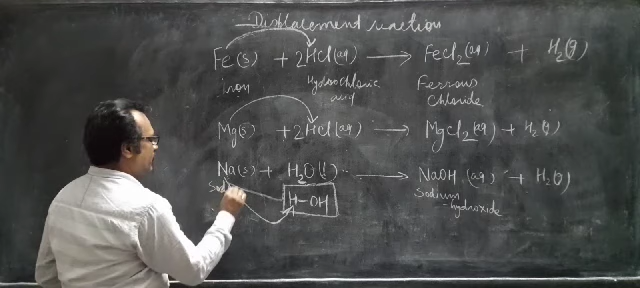 Displacement reaction
Fe(s) + 2HCl(aq) → FeCl₂(aq) + H₂(g)
iron Hydrochloric acid Ferrous Chloride
Mg(s) + 2HCl(aq) → MgCl₂(aq) + H₂(g)
Na(s) + H₂O(l) → NaOH(aq) + H₂(g)
Sod Sodium hydroxide
H-OH